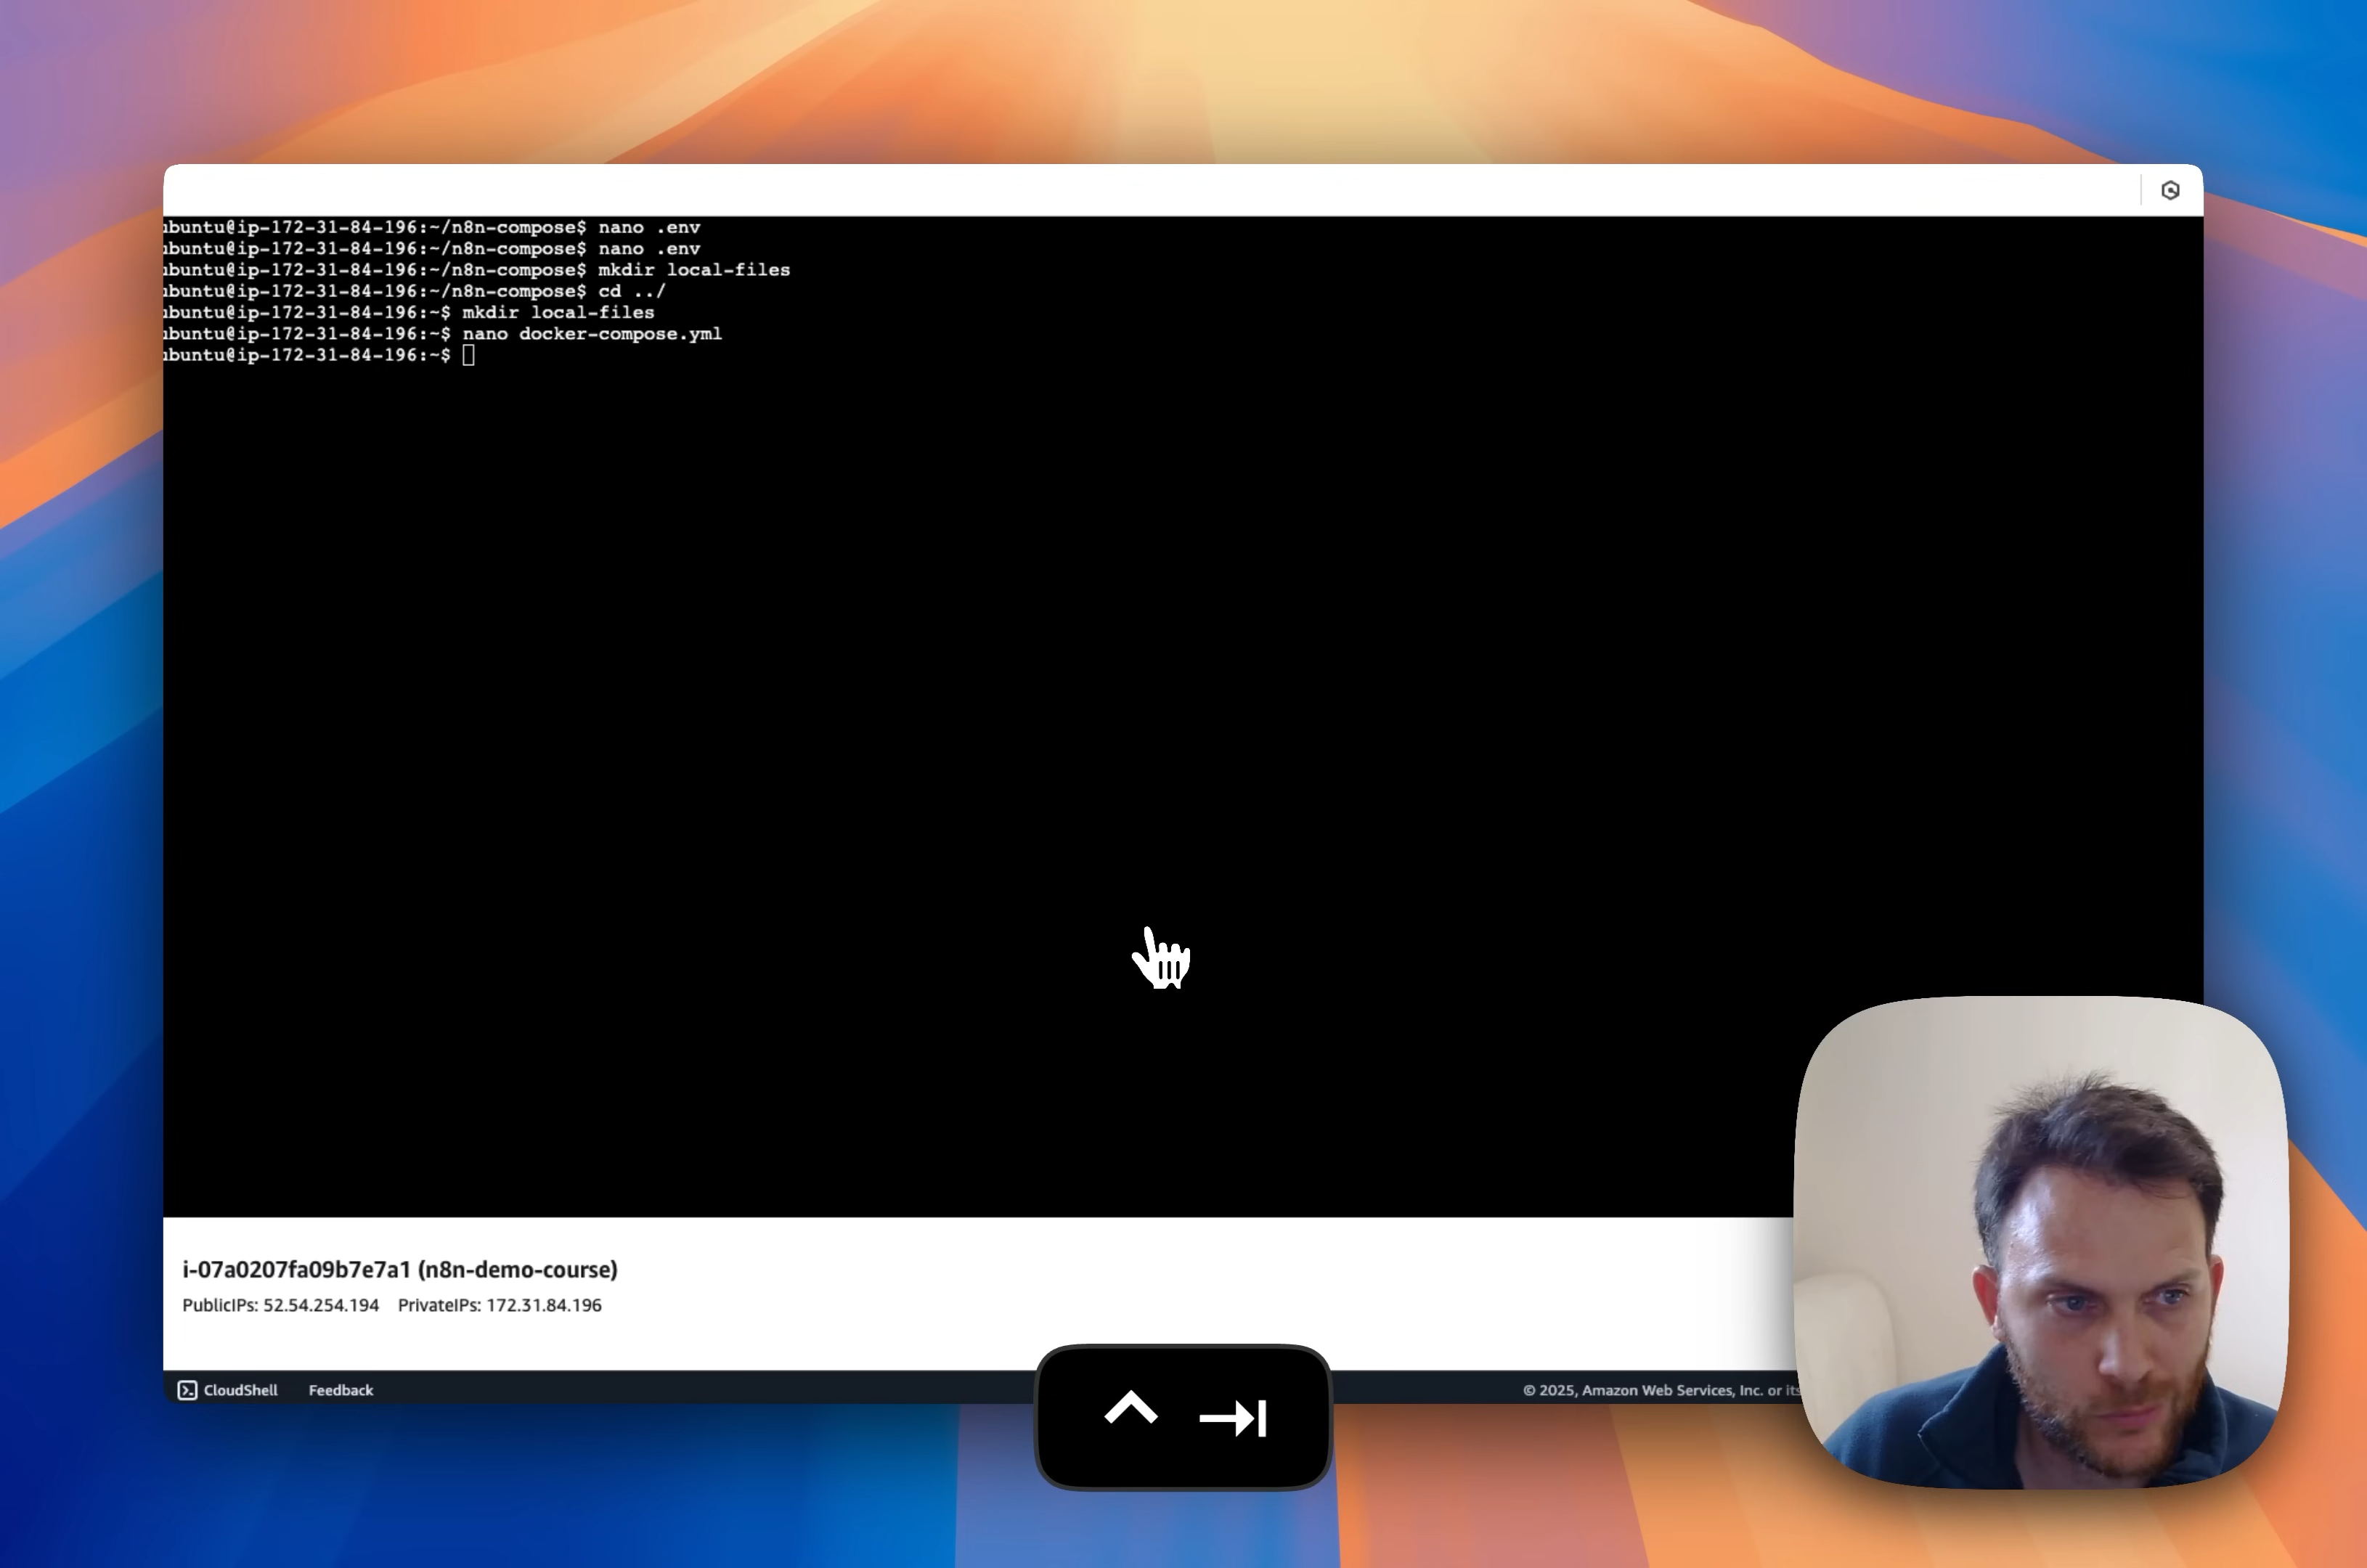 ubuntu@ip-172-31-84-196:~/n8n-compose$ nano .env
ubuntu@ip-172-31-84-196:~/n8n-compose$ nano .env
ubuntu@ip-172-31-84-196:~/n8n-compose$ mkdir local-files
ubuntu@ip-172-31-84-196:~/n8n-compose$ cd ../
ubuntu@ip-172-31-84-196:~$ mkdir local-files
ubuntu@ip-172-31-84-196:~$ nano docker-compose.yml
ubuntu@ip-172-31-84-196:~$
i-07a0207fa09b7e7a1 (n8n-demo-course)
PublicIPs: 52.54.254.194 PrivateIPs: 172.31.84.196
CloudShell Feedback © 2025, Amazon Web Services, Inc. or its